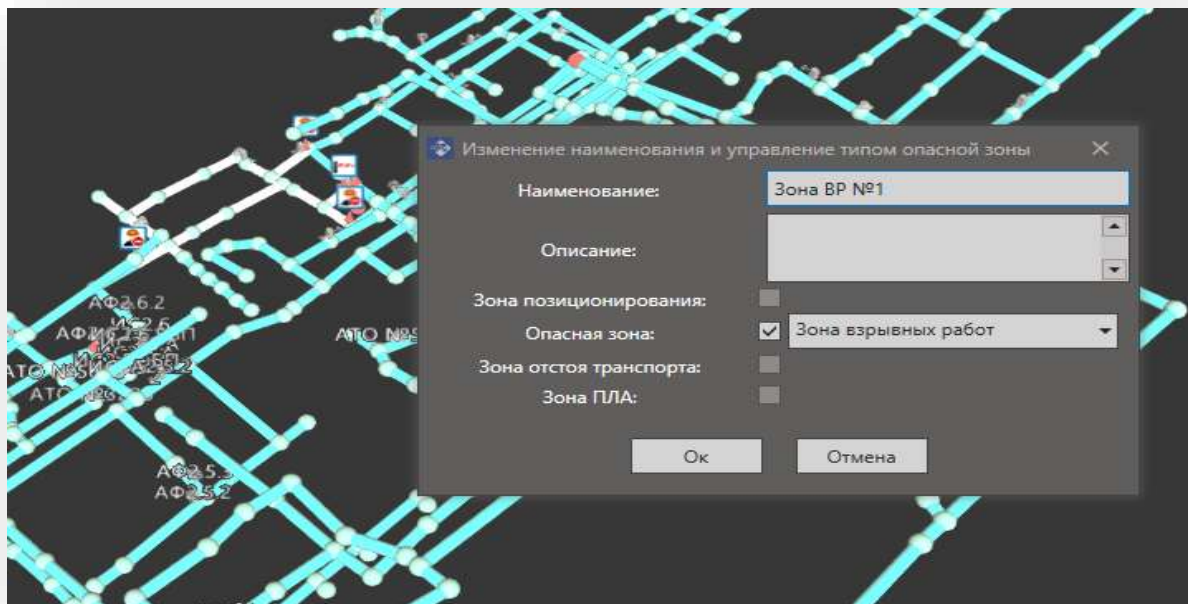 Изменение наименования и управление типом опасной зоны
Наименование:
Зона ВР №1
Описание:
Зона позиционирования:
Опасная зона:
Зона взрывных работ
Зона отстоя транспорта:
Зона ПЛА:
Ок
Отмена
АФ2.6.2
АТО №5
АФ2.5.3
АФ2.5.2